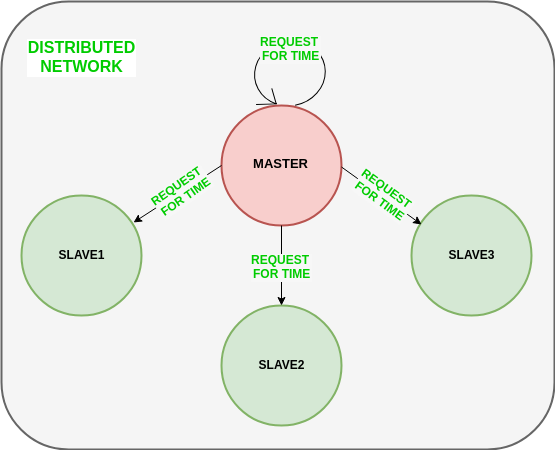 DISTRIBUTED
NETWORK
REQUEST
FOR TIME
MASTER
REQUEST
FOR TIME
REQUEST
FOR TIME
SLAVE1
REQUEST
FOR TIME
SLAVE3
SLAVE2